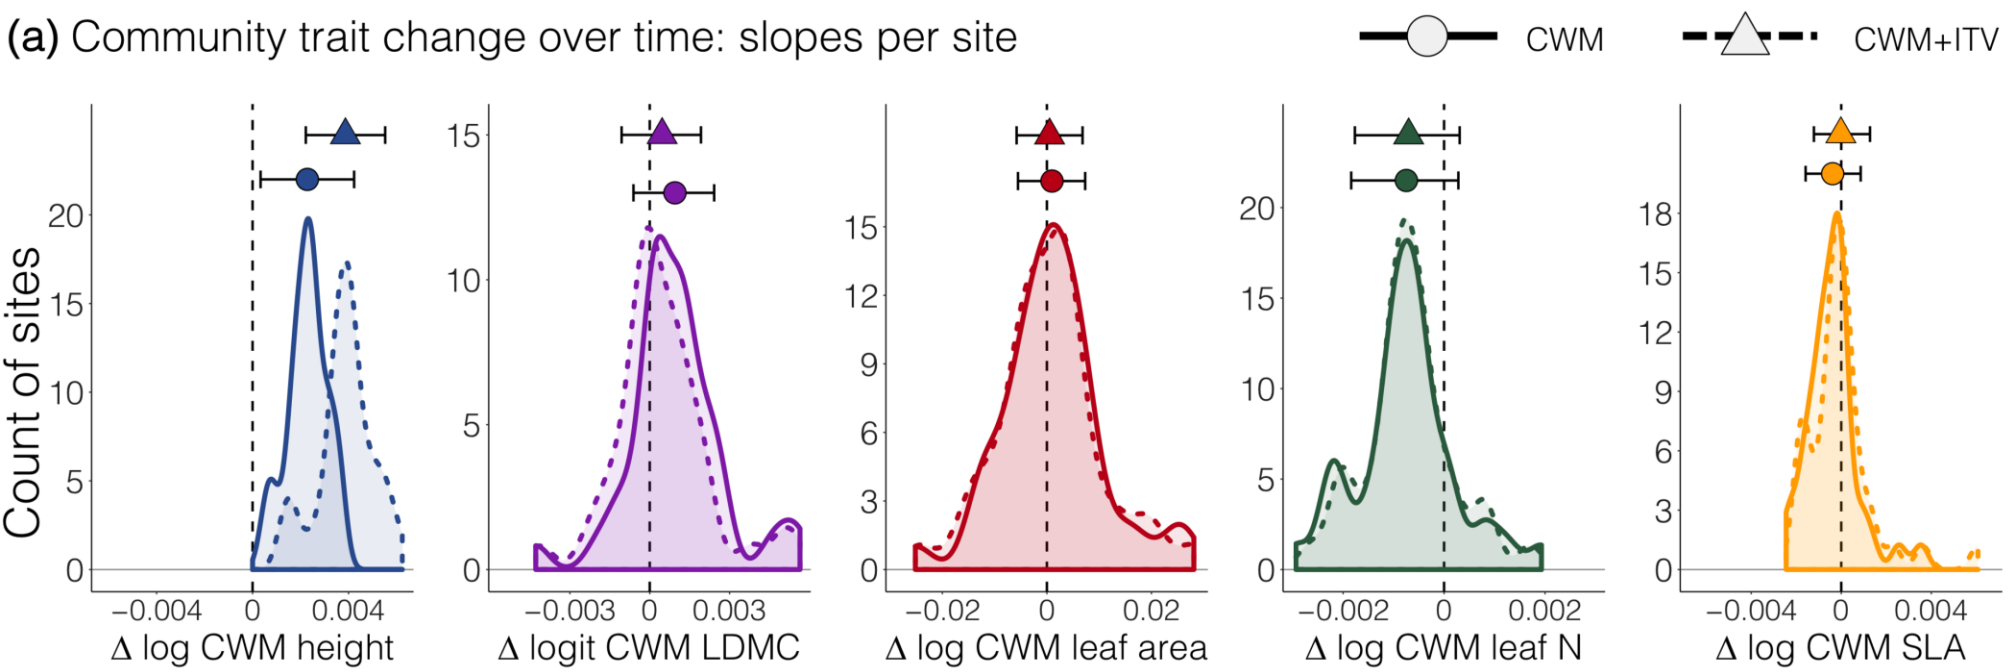 (a) Community trait change over time: slopes per site
CWM
CWM+ITV
Count of sites
20
15
10
5
0
−0.004 0 0.004
Δ log CWM height
15
10
5
0
−0.003 0 0.003
Δ logit CWM LDMC
15
12
9
6
3
0
−0.02 0 0.02
Δ log CWM leaf area
20
15
10
5
0
−0.002 0 0.002
Δ log CWM leaf N
18
15
12
9
6
3
0
−0.004 0 0.004
Δ log CWM SLA